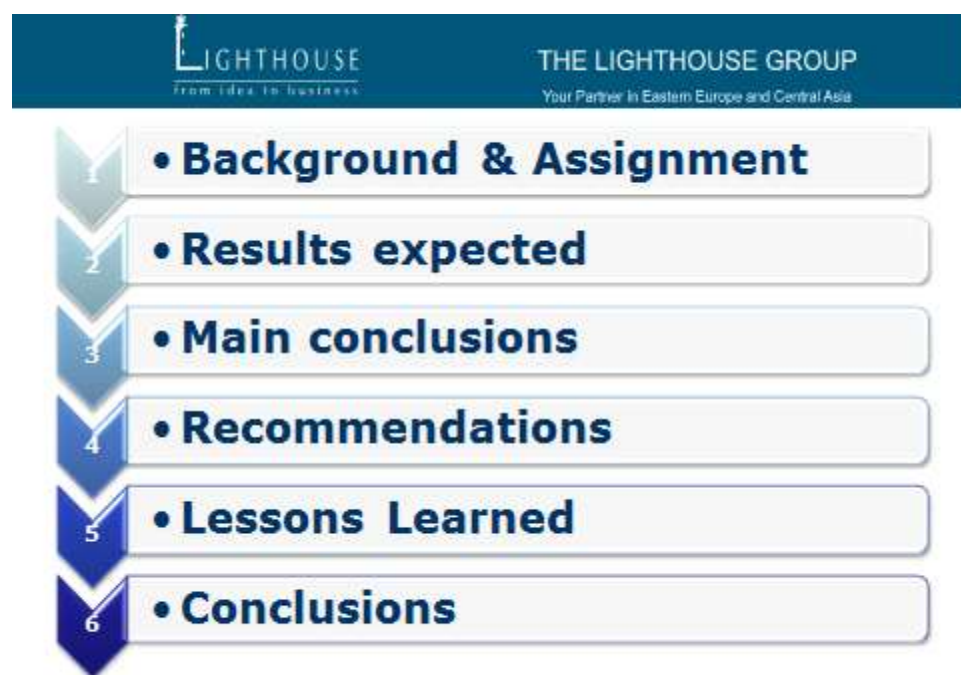 LIGHTHOUSE
from idea to business
THE LIGHTHOUSE GROUP
Your Partner in Eastern Europe and Central Asia
1
• Background & Assignment
2
• Results expected
3
• Main conclusions
4
• Recommendations
5
• Lessons Learned
6
• Conclusions